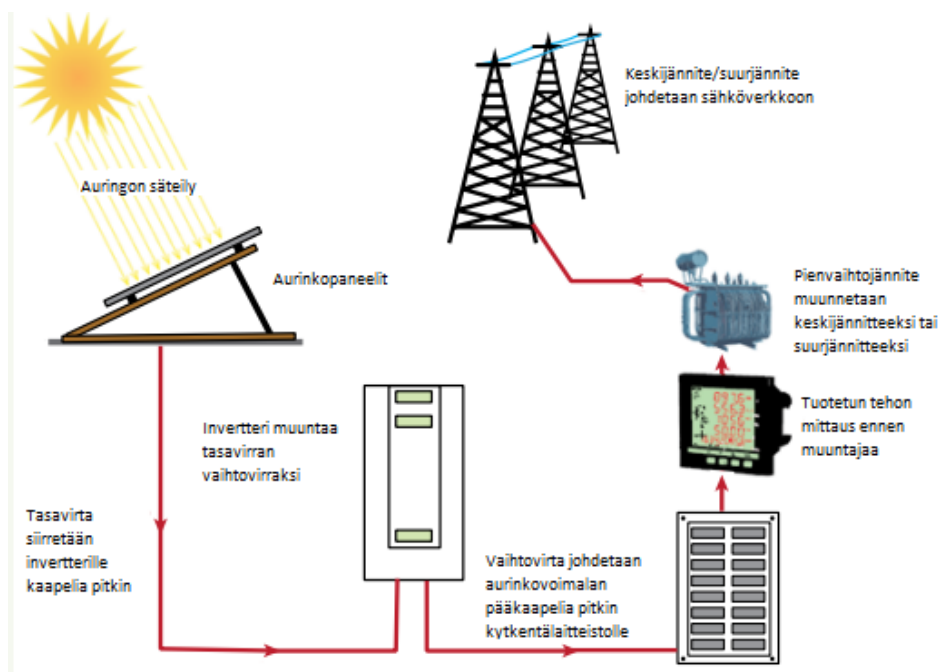 Auringon säteily
Aurinkopaneelit
Tasavirta
siirretään
invertterille
kaapelia pitkin
Invertteri muuntaa
tasavirran
vaihtovirraksi
Vaihtovirta johdetaan
aurinkovoimalan
pääkaapelia pitkin
kytkentälaitteistolle
Tuotetun tehon
mittaus ennen
muuntajaa
Pienvaihtojännite
muunnetaan
keskijännitteeksi tai
suurjännitteeksi
Keskijännite/suurjännite
johdetaan sähköverkkoon